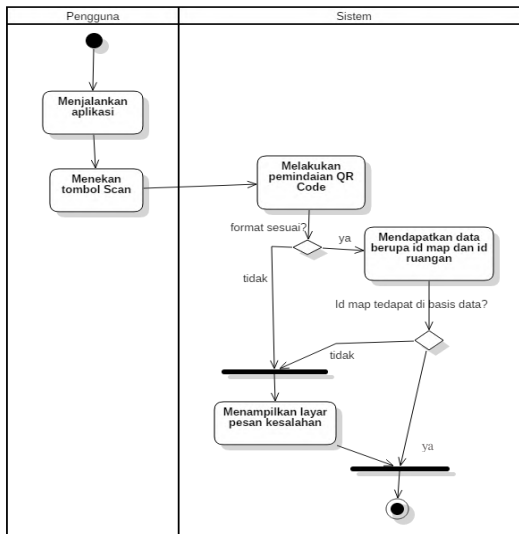 Pengguna
Sistem
Menjalankan
aplikasi
Menekan
tombol Scan
Melakukan
pemindaian QR
Code
format sesuai?
ya
Mendapatkan data
berupa id map dan id
ruangan
tidak
Id map tedapat di basis data?
tidak
Menampilkan layar
pesan kesalahan
ya